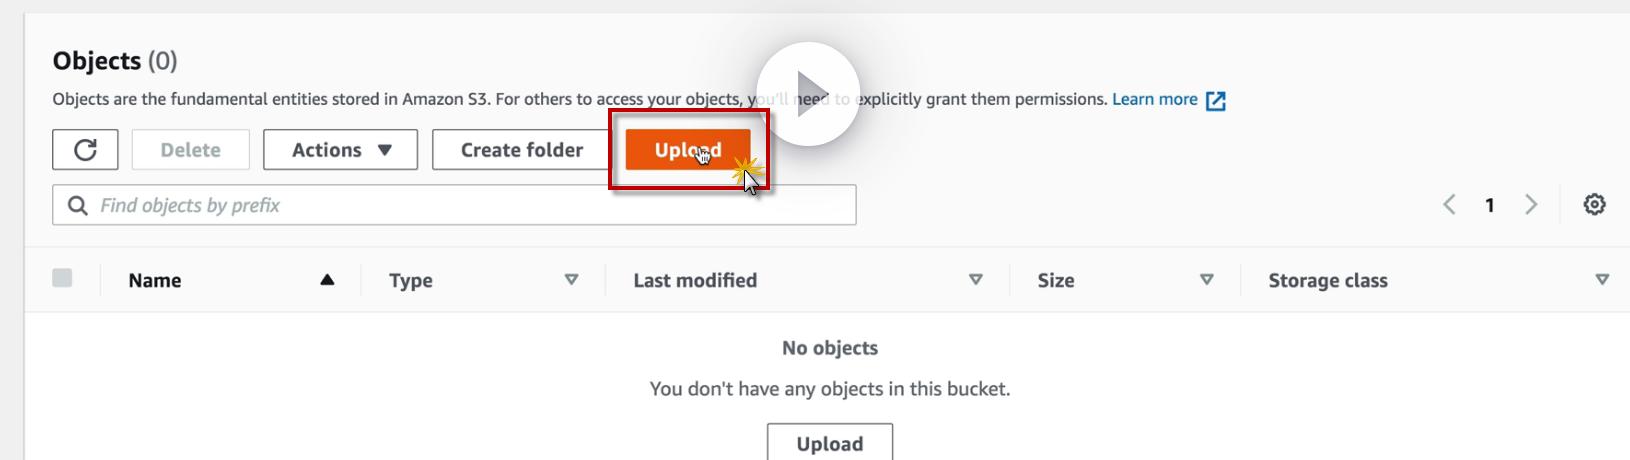 Objects (0)
Objects are the fundamental entities stored in Amazon S3. For others to access your objects, you'll need to explicitly grant them permissions. Learn more
Delete Actions Create folder Upload
Find objects by prefix 1
Name Type Last modified Size Storage class
No objects
You don't have any objects in this bucket.
Upload